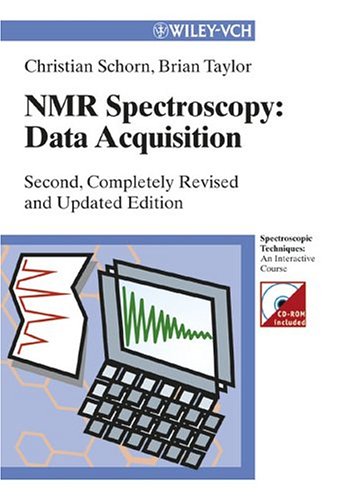 WILEY-VCH
Christian Schorn, Brian Taylor
NMR Spectroscopy:
Data Acquisition
Second, Completely Revised
and Updated Edition
Spectroscopic
Techniques:
An Interactive
Course
CD-ROM
included